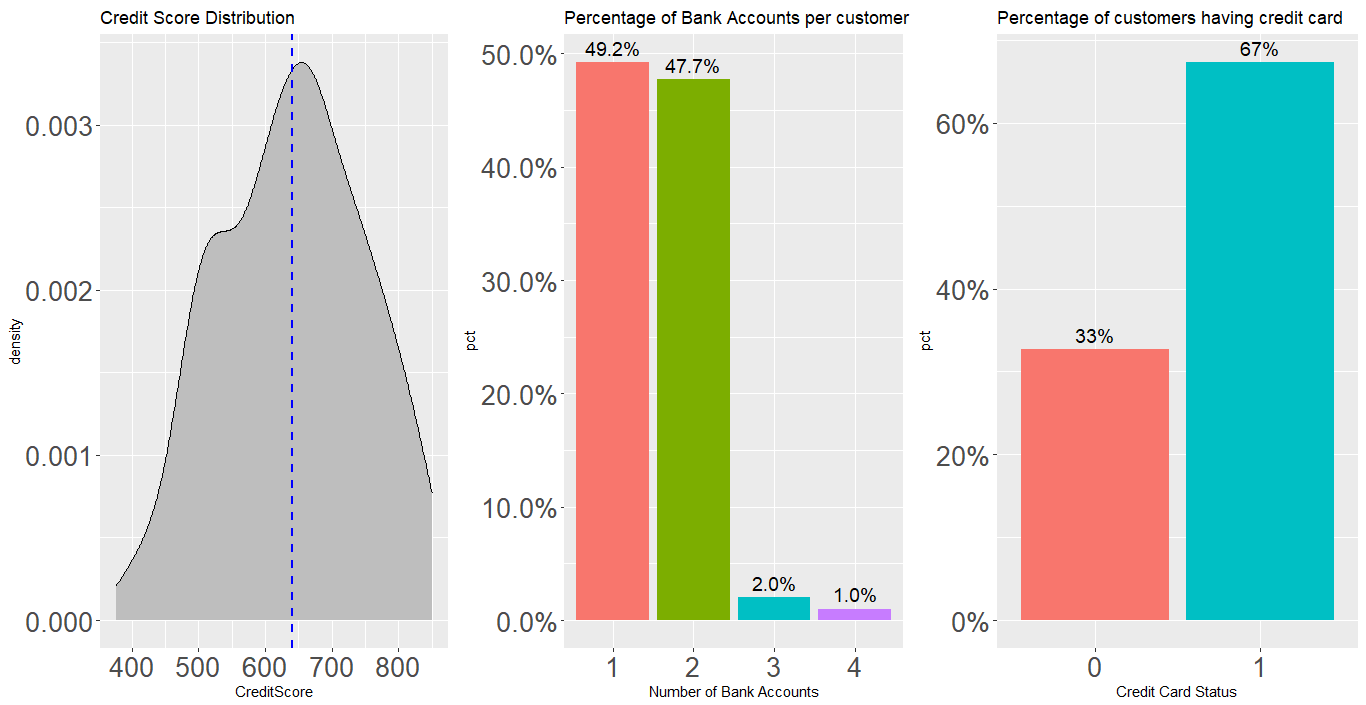 Credit Score Distribution
density
0.003
0.002
0.001
0.000
400 500 600 700 800
CreditScore
Percentage of Bank Accounts per customer
pct
50.0%
40.0%
30.0%
20.0%
10.0%
0.0%
49.2%
47.7%
2.0%
1.0%
1 2 3 4
Number of Bank Accounts
Percentage of customers having credit card
pct
60%
40%
20%
0%
33%
67%
0 1
Credit Card Status